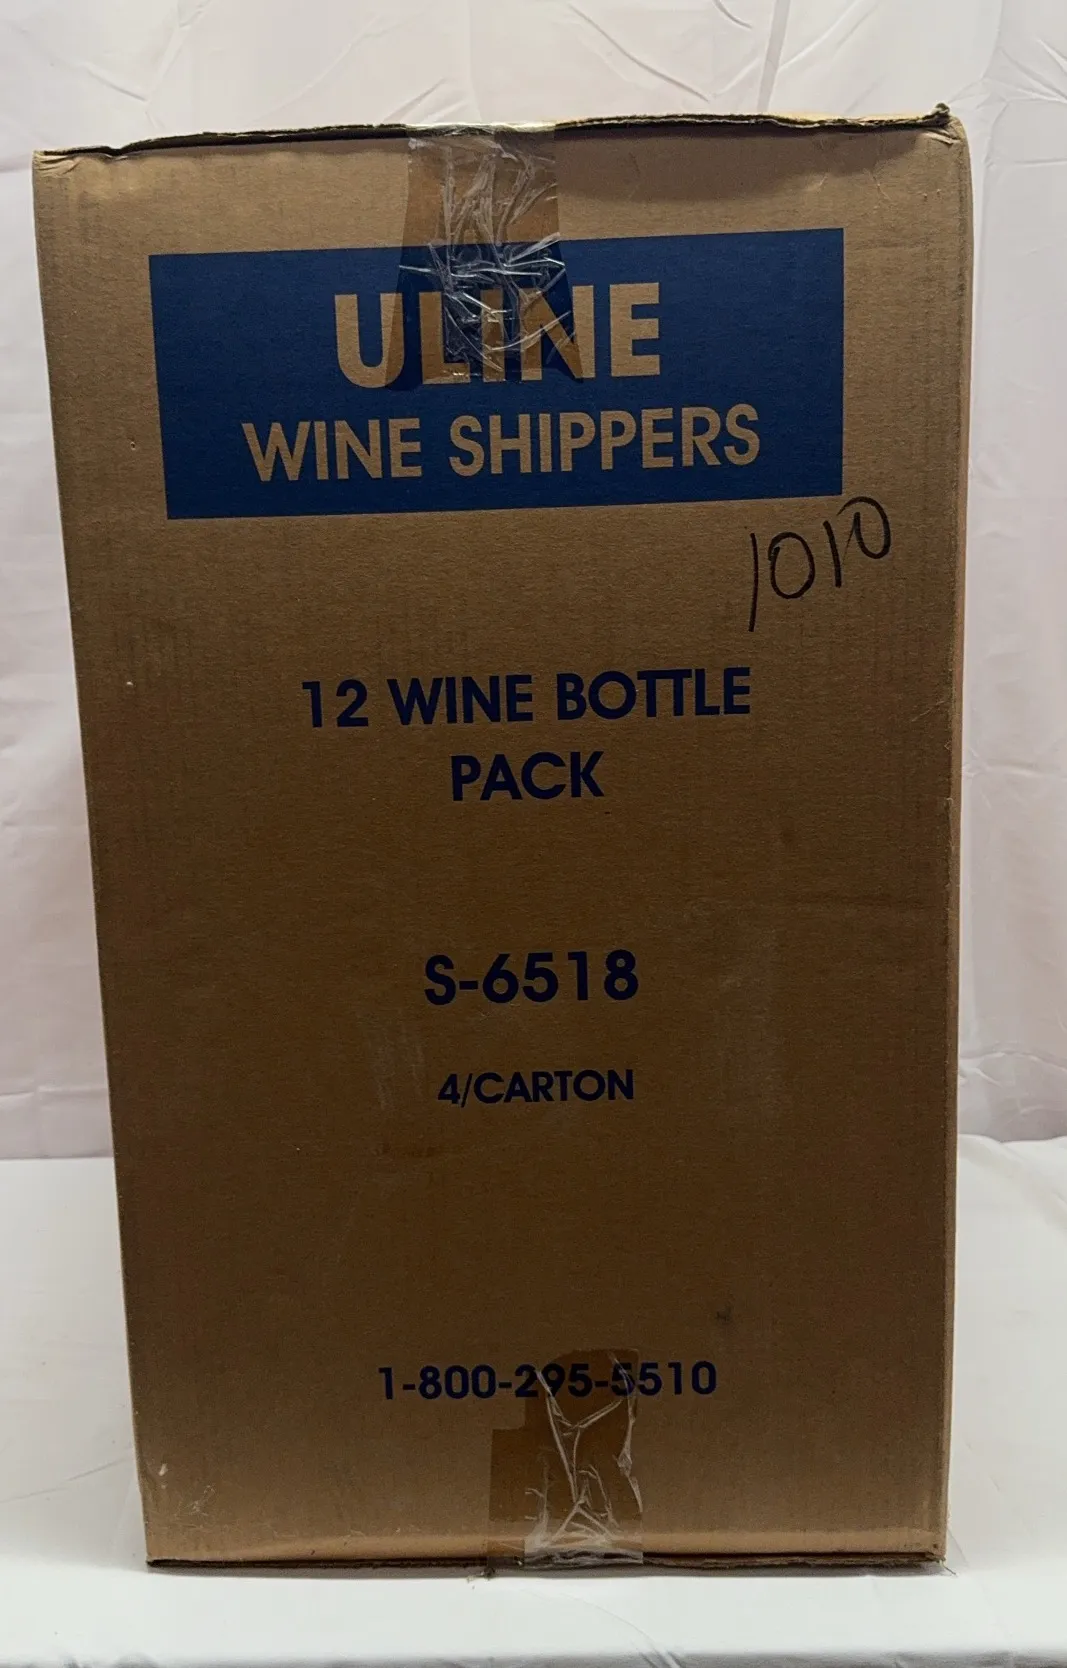 ULINE
WINE SHIPPERS
1010
12 WINE BOTTLE
PACK
S-6518
4/CARTON
1-800-295-5510